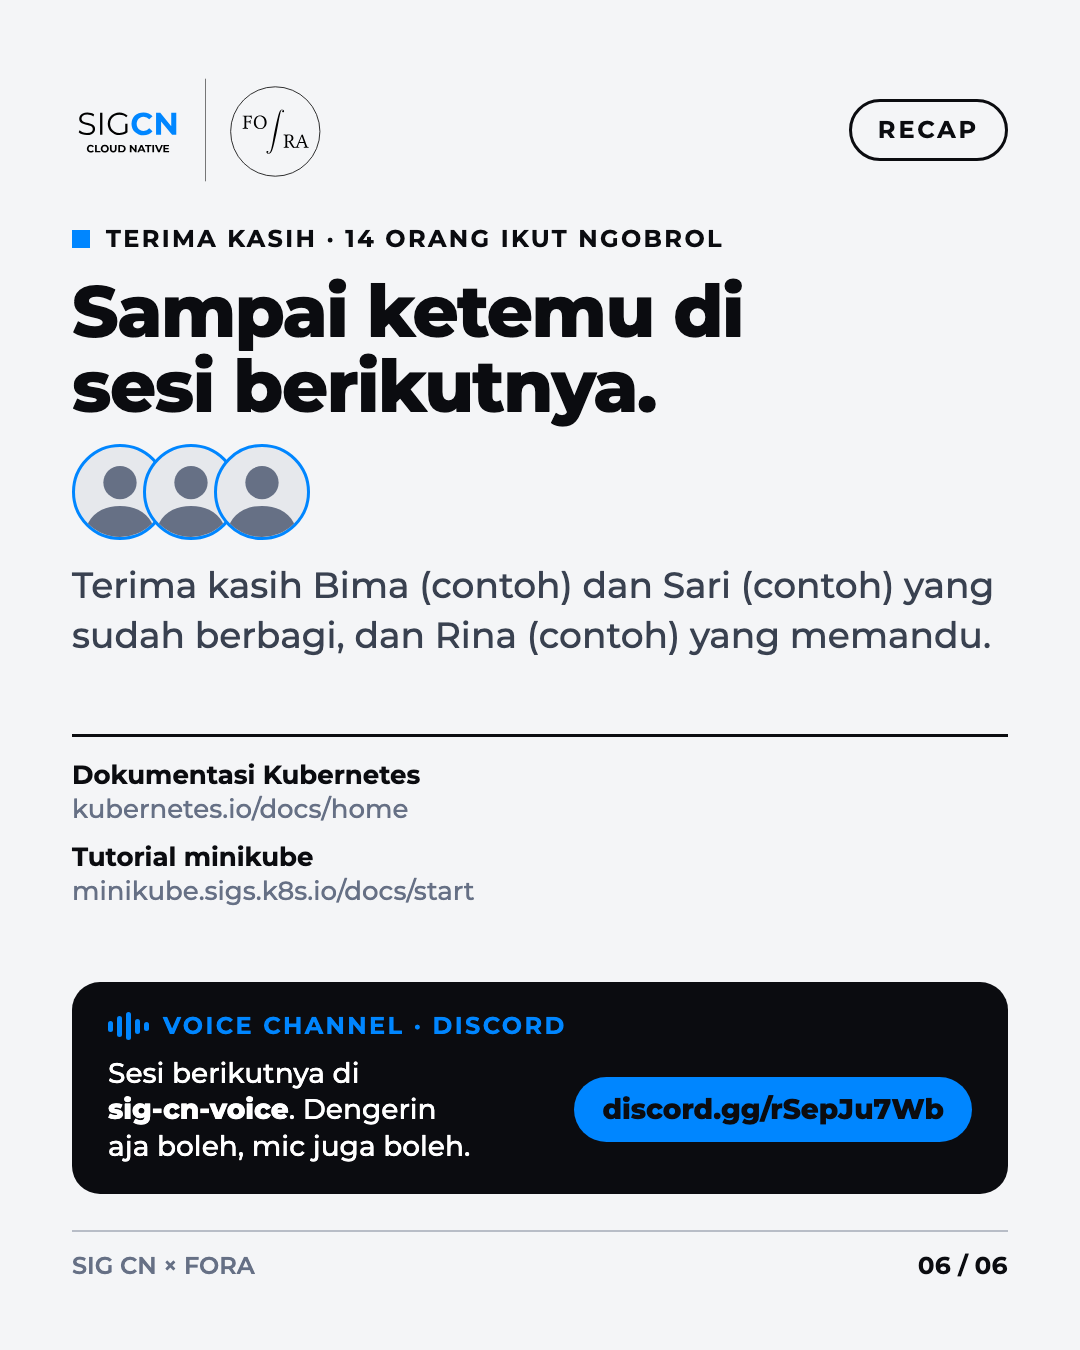 SIGCN
CLOUD NATIVE
FO
RA
RECAP
TERIMA KASIH · 14 ORANG IKUT NGOBROL
Sampai ketemu di
sesi berikutnya.
Terima kasih Bima (contoh) dan Sari (contoh) yang
sudah berbagi, dan Rina (contoh) yang memandu.
Dokumentasi Kubernetes
kubernetes.io/docs/home
Tutorial minikube
minikube.sigs.k8s.io/docs/start
VOICE CHANNEL · DISCORD
Sesi berikutnya di
sig-cn-voice. Dengerin
aja boleh, mic juga boleh.
discord.gg/rSepJu7Wb
SIG CN × FORA
06 / 06